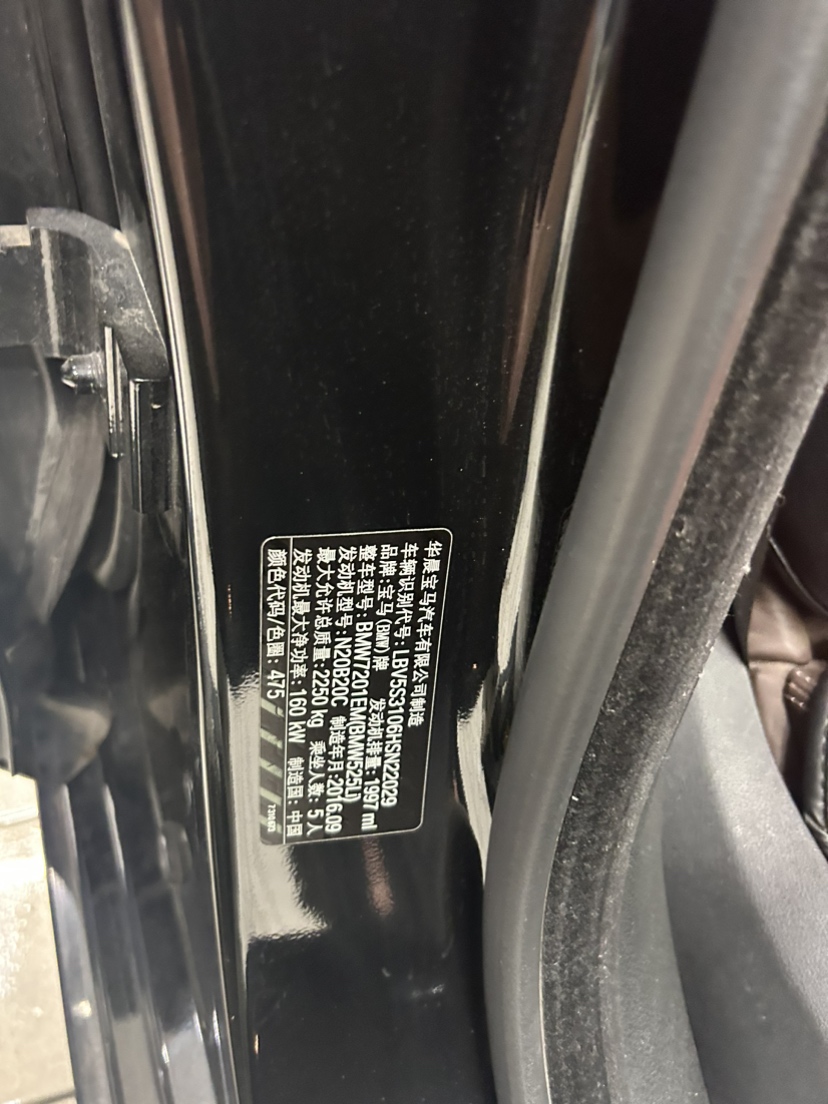 华晨宝马汽车有限公司制造
车辆识别代号: LBV5S3106HSN22029
品牌: 宝马(BMW)牌 发动机排量: 1997 ml
整车型号: BMW7201EM(BMW525Li)
发动机型号: N20B20C 制造年月: 2016.09
最大允许总质量: 2250 kg 乘坐人数: 5人
发动机最大净功率: 160 kW 制造国: 中国
颜色代码/色圈: 475